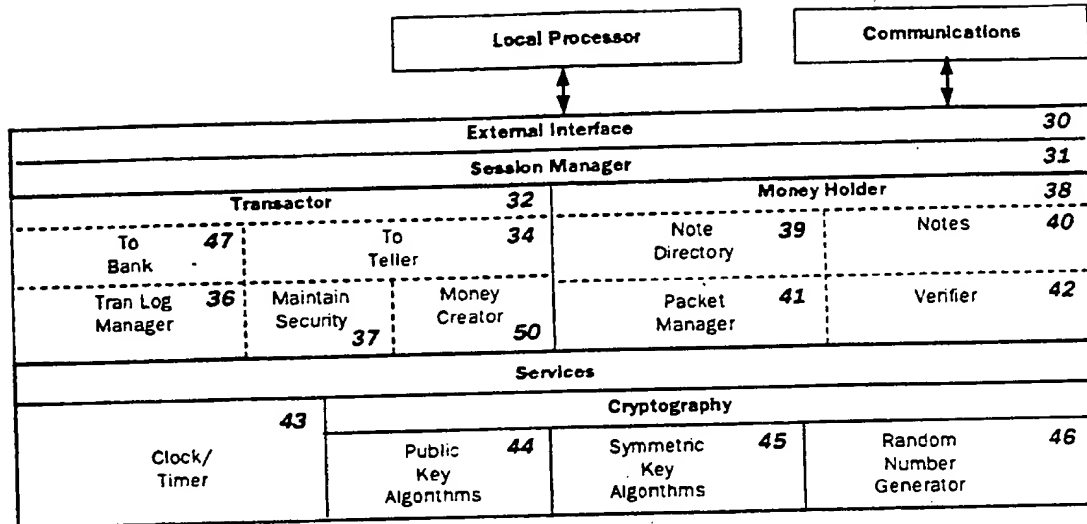 Local Processor
Communications
External Interface 30
Session Manager 31
Transactor 32
Money Holder 38
To Bank 47
To Teller 34
Note Directory 39
Notes 40
Tran Log Manager 36
Maintain Security 37
Money Creator 50
Packet Manager 41
Verifier 42
Services
43
Clock/
Timer
Cryptography
Public 44
Key
Algonthms
Symmetric 45
Key
Algonthms
Random 46
Number
Generator